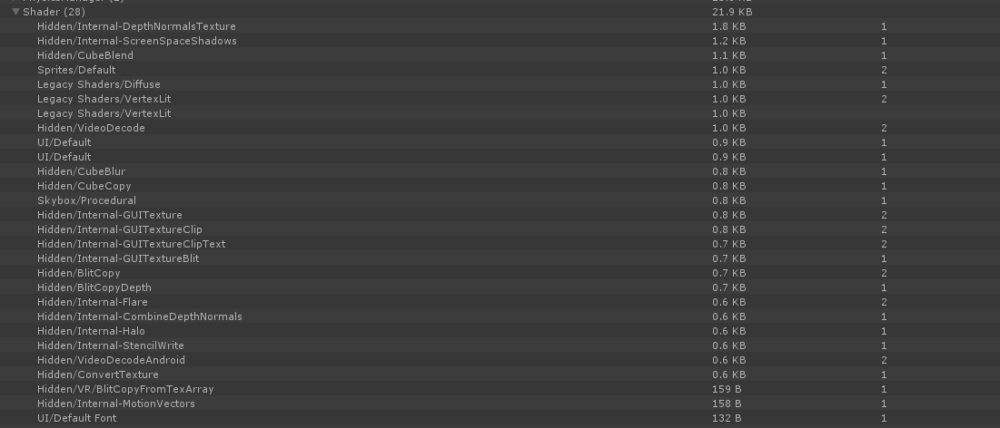 Shader (28) 21.9 KB
Hidden/Internal-DepthNormalsTexture 1.8 KB 1
Hidden/Internal-ScreenSpaceShadows 1.2 KB 1
Hidden/CubeBlend 1.1 KB 1
Sprites/Default 1.0 KB 2
Legacy Shaders/Diffuse 1.0 KB 1
Legacy Shaders/VertexLit 1.0 KB 2
Legacy Shaders/VertexLit 1.0 KB
Hidden/VideoDecode 1.0 KB 2
UI/Default 0.9 KB 1
UI/Default 0.9 KB 1
Hidden/CubeBlur 0.8 KB 1
Hidden/CubeCopy 0.8 KB 1
Skybox/Procedural 0.8 KB 1
Hidden/Internal-GUITexture 0.8 KB 2
Hidden/Internal-GUITextureClip 0.8 KB 2
Hidden/Internal-GUITextureClipText 0.7 KB 2
Hidden/Internal-GUITextureBlit 0.7 KB 1
Hidden/BlitCopy 0.7 KB 2
Hidden/BlitCopyDepth 0.7 KB 1
Hidden/Internal-Flare 0.6 KB 2
Hidden/Internal-CombineDepthNormals 0.6 KB 1
Hidden/Internal-Halo 0.6 KB 1
Hidden/Internal-StencilWrite 0.6 KB 1
Hidden/VideoDecodeAndroid 0.6 KB 2
Hidden/ConvertTexture 0.6 KB 1
Hidden/VR/BlitCopyFromTexArray 159 B 1
Hidden/Internal-MotionVectors 158 B 1
UI/Default Font 132 B 1